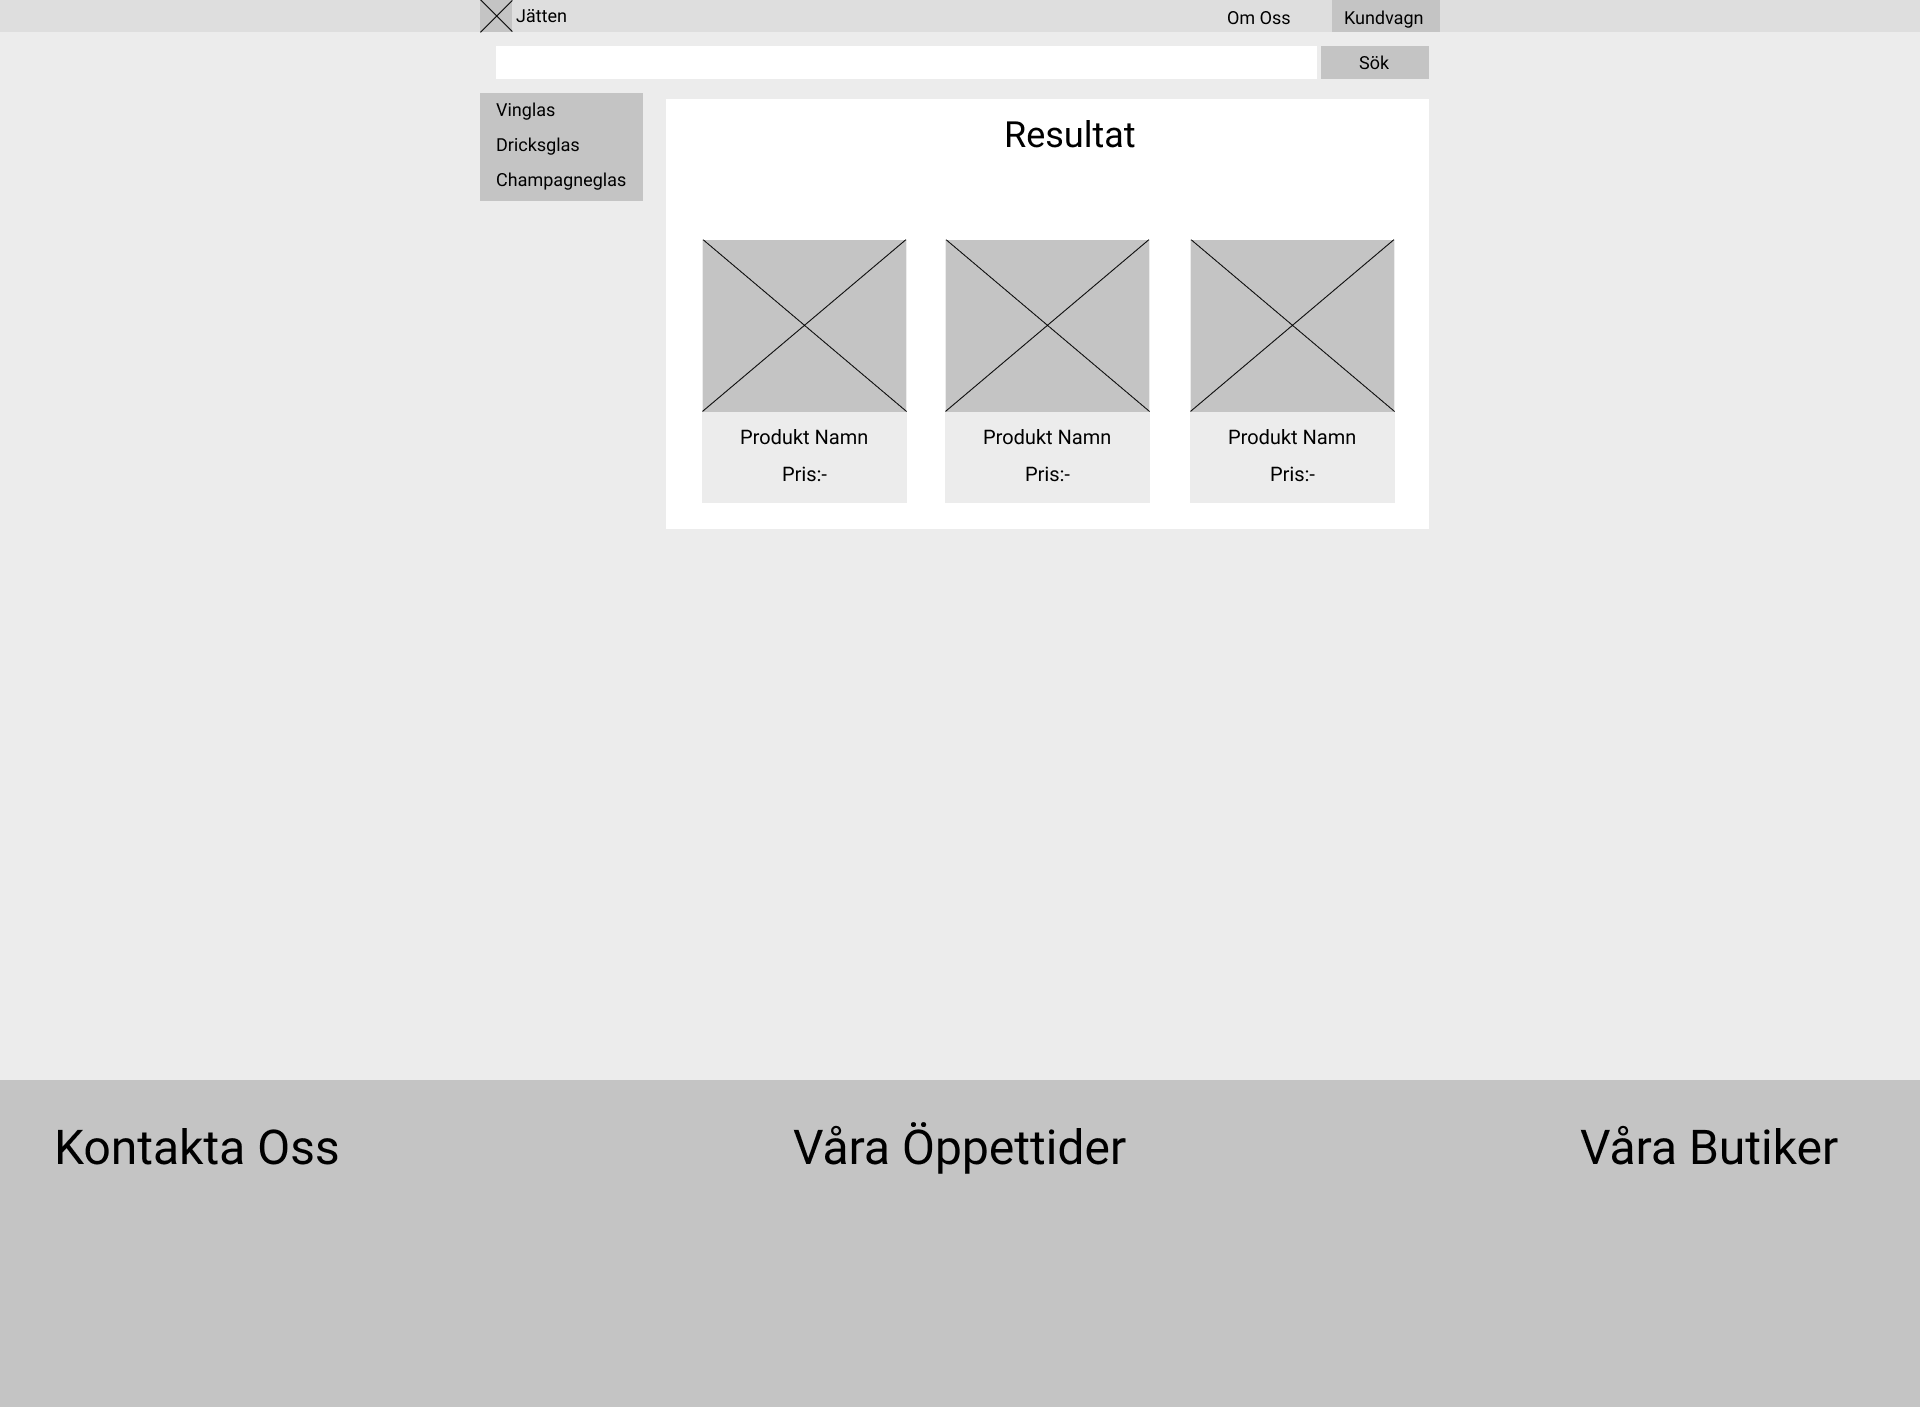 Jätten
Om Oss
Kundvagn
Sök
Vinglas
Dricksglas
Champagneglas
Resultat
Produkt Namn
Pris:-
Produkt Namn
Pris:-
Produkt Namn
Pris:-
Kontakta Oss
Våra Öppettider
Våra Butiker